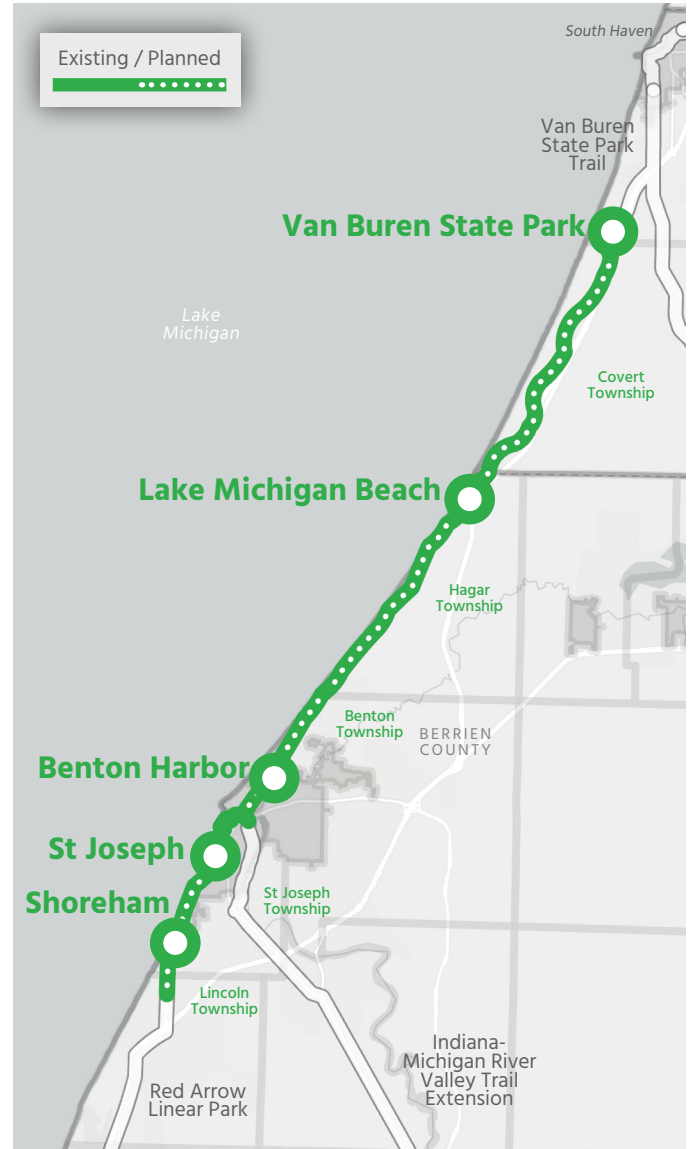 South Haven
Existing / Planned
Van Buren
State Park
Trail
Van Buren State Park
Lake
Michigan
Covert
Township
Lake Michigan Beach
Hagar
Township
Benton
Township
BERRIEN
COUNTY
Benton Harbor
St Joseph
St Joseph
Township
Shoreham
Lincoln
Township
Indiana-
Michigan River
Valley Trail
Extension
Red Arrow
Linear Park